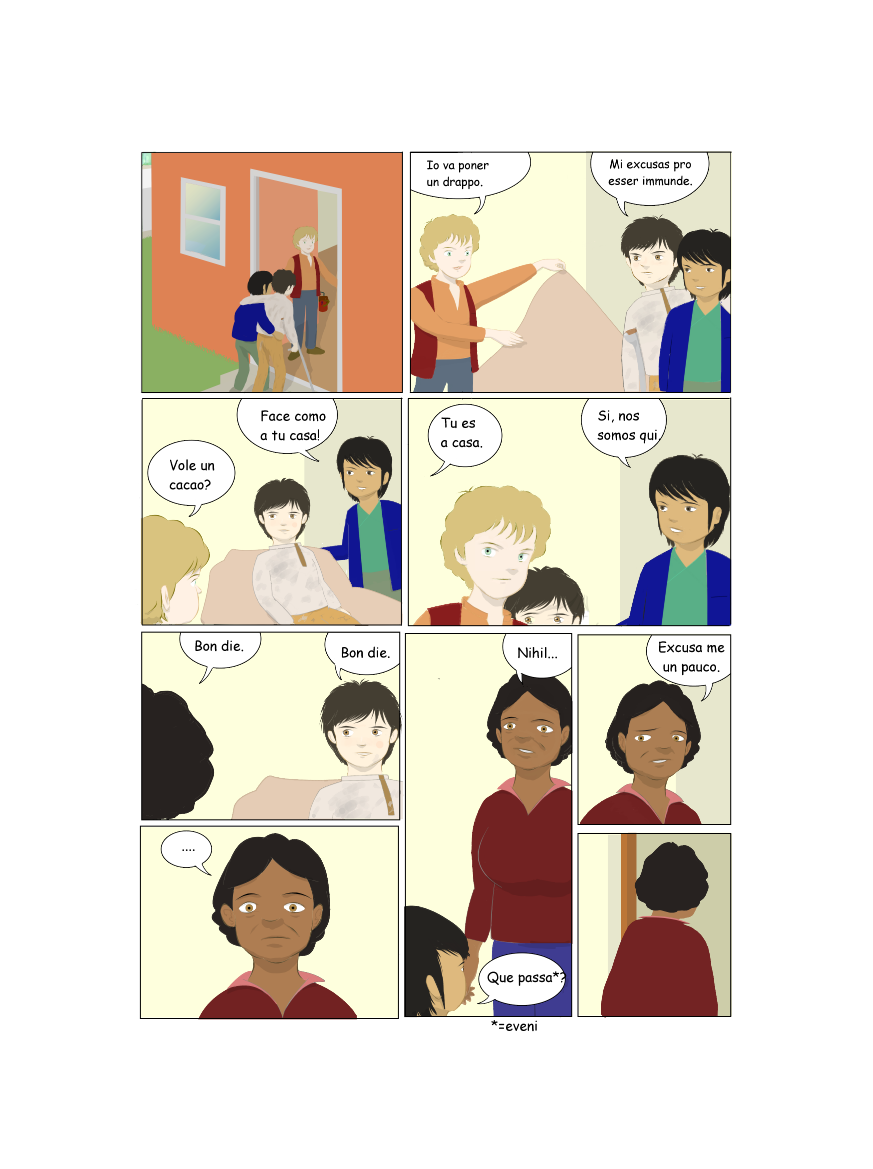 Io va poner
un drappo.
Mi excusas pro
esser immunde.
Vole un
cacao?
Face como
a tu casa!
Tu es
a casa.
Si, nos
somos qui.
Bon die.
Bon die.
....
Nihil...
Que passa*?
*=eveni
Excusa me
un pauco.